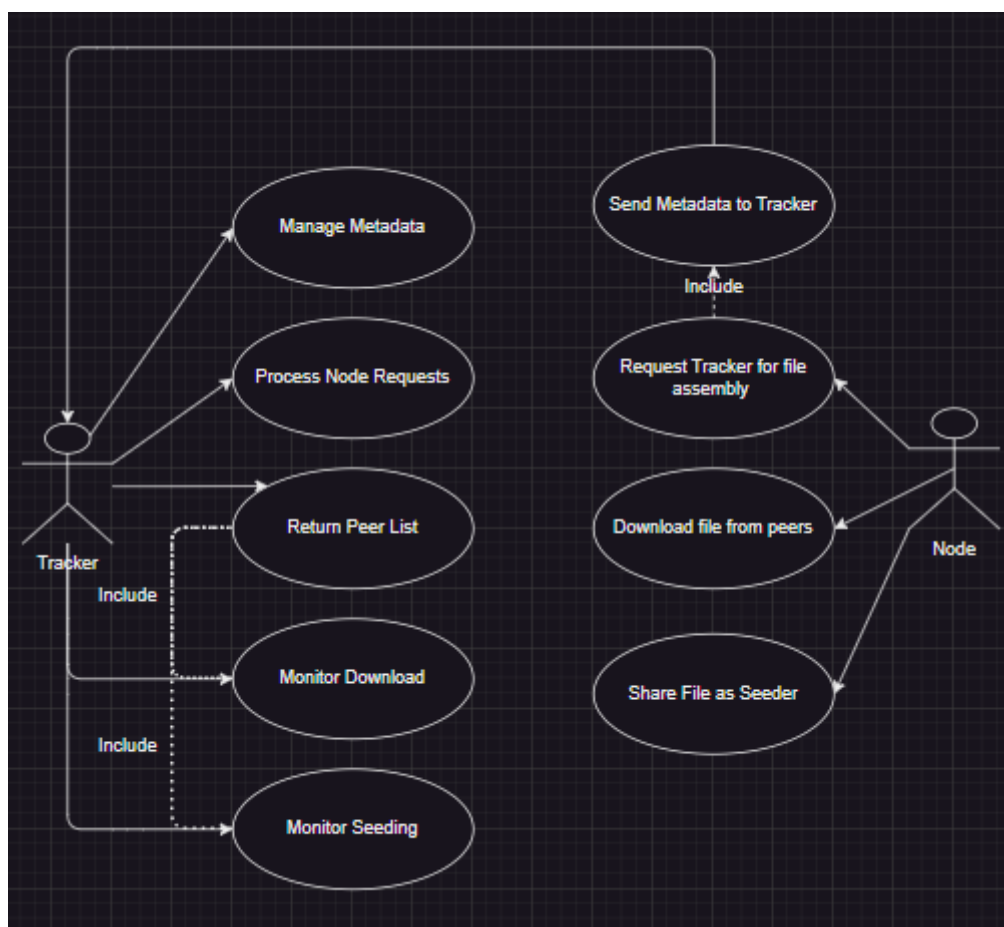 Manage Metadata
Send Metadata to Tracker
Include
Process Node Requests
Request Tracker for file
assembly
Return Peer List
Download file from peers
Tracker
Node
Include
Monitor Download
Share File as Seeder
Include
Monitor Seeding